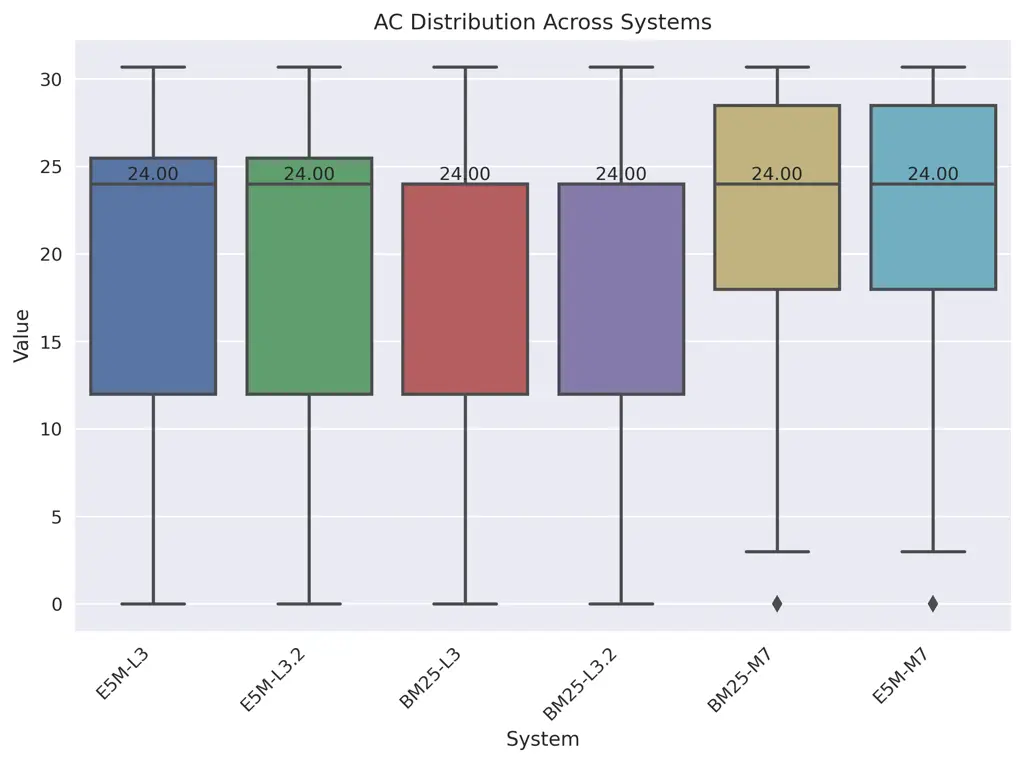 AC Distribution Across Systems
30
25
20
15
10
5
0
Value
24.00 24.00 24.00 24.00 24.00 24.00
E5M-L3 E5M-L3.2 BM25-L3 BM25-L3.2 BM25-M7 E5M-M7
System